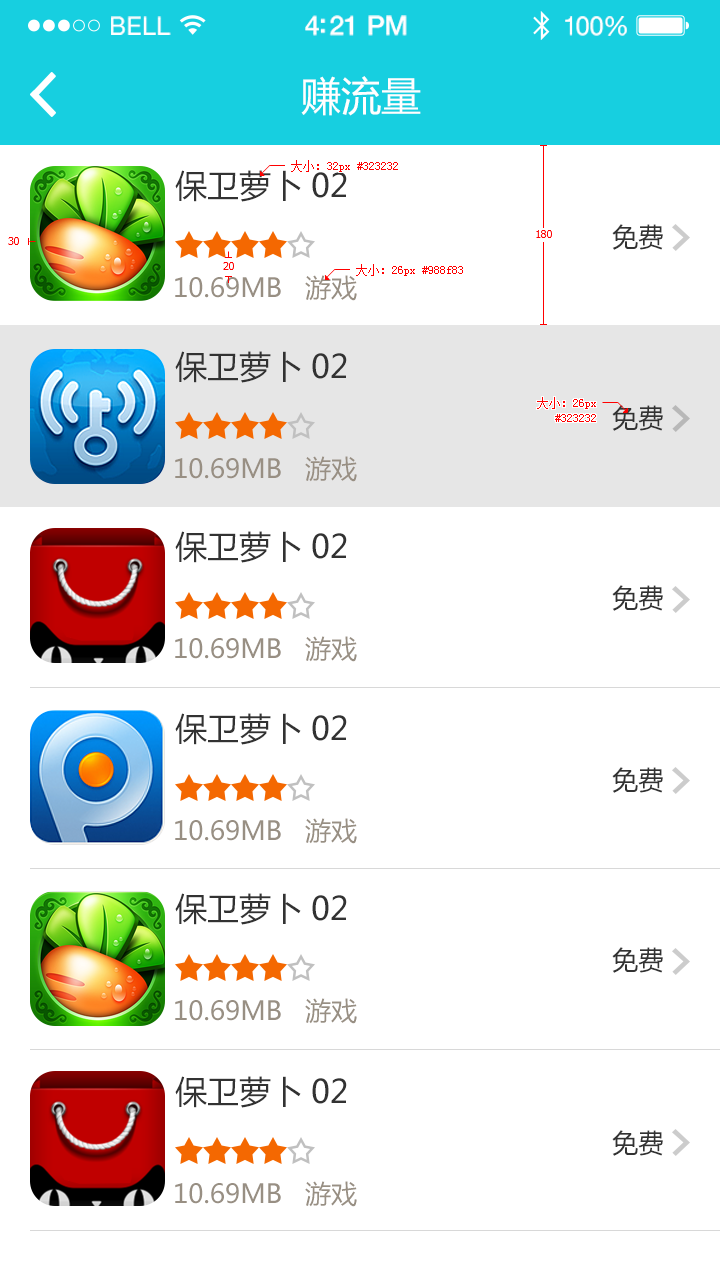 BELL 4:21 PM 100%
赚流量
大小：32px #323232
保卫萝卜 02
180
30
免费
20
大小：26px #988f83
10.69MB 游戏
保卫萝卜 02
大小：26px
#323232
免费
10.69MB 游戏
保卫萝卜 02
免费
10.69MB 游戏
保卫萝卜 02
免费
10.69MB 游戏
保卫萝卜 02
免费
10.69MB 游戏
保卫萝卜 02
免费
10.69MB 游戏